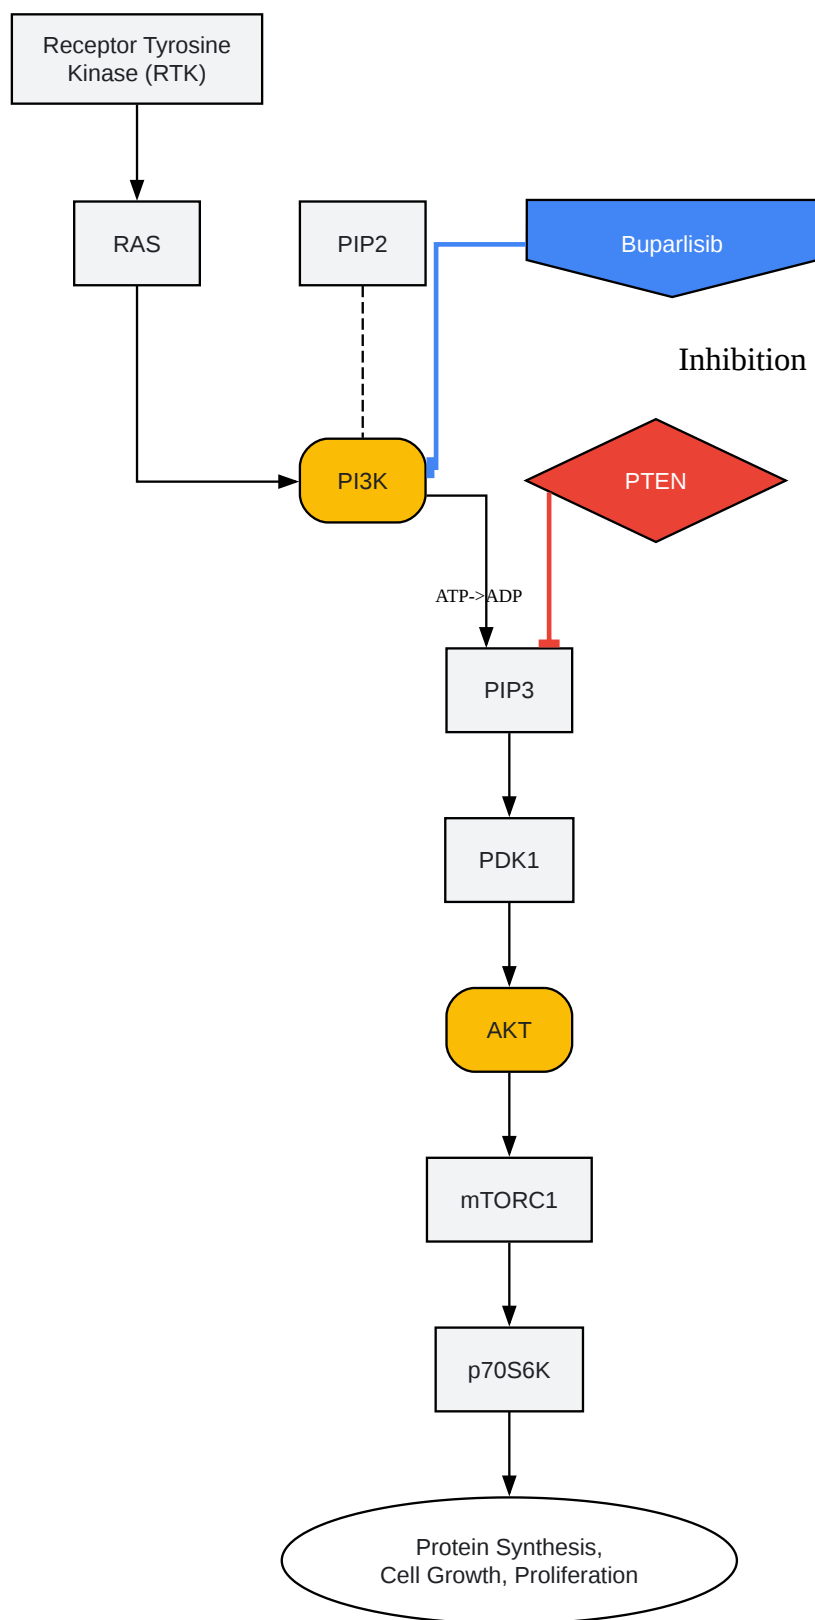 Receptor Tyrosine
Kinase (RTK)
RAS
PIP2
Buparlisib
Inhibition
PI3K
PTEN
ATP->ADP
PIP3
PDK1
AKT
mTORC1
p70S6K
Protein Synthesis,
Cell Growth, Proliferation